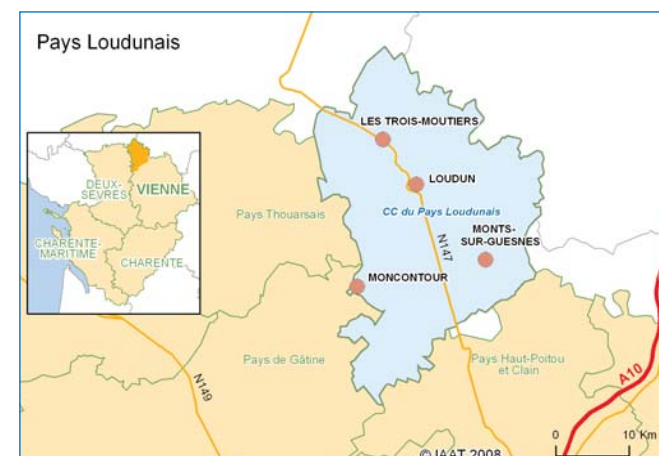 Pays Loudunais
LES TROIS-MOUTIERS
LOUDUN
DEUX-
SEVRES
VIENNE
Pays Thouarsais
CC du Pays Loudunais
MONTS-
SUR-GUESNES
CHARENTE-
MARITIME
CHARENTE
N147
MONCONTOUR
Pays de Gâtine
Pays Haut-Poitou
et Clain
N149
A10
0 10 Km
© IAAT 2008